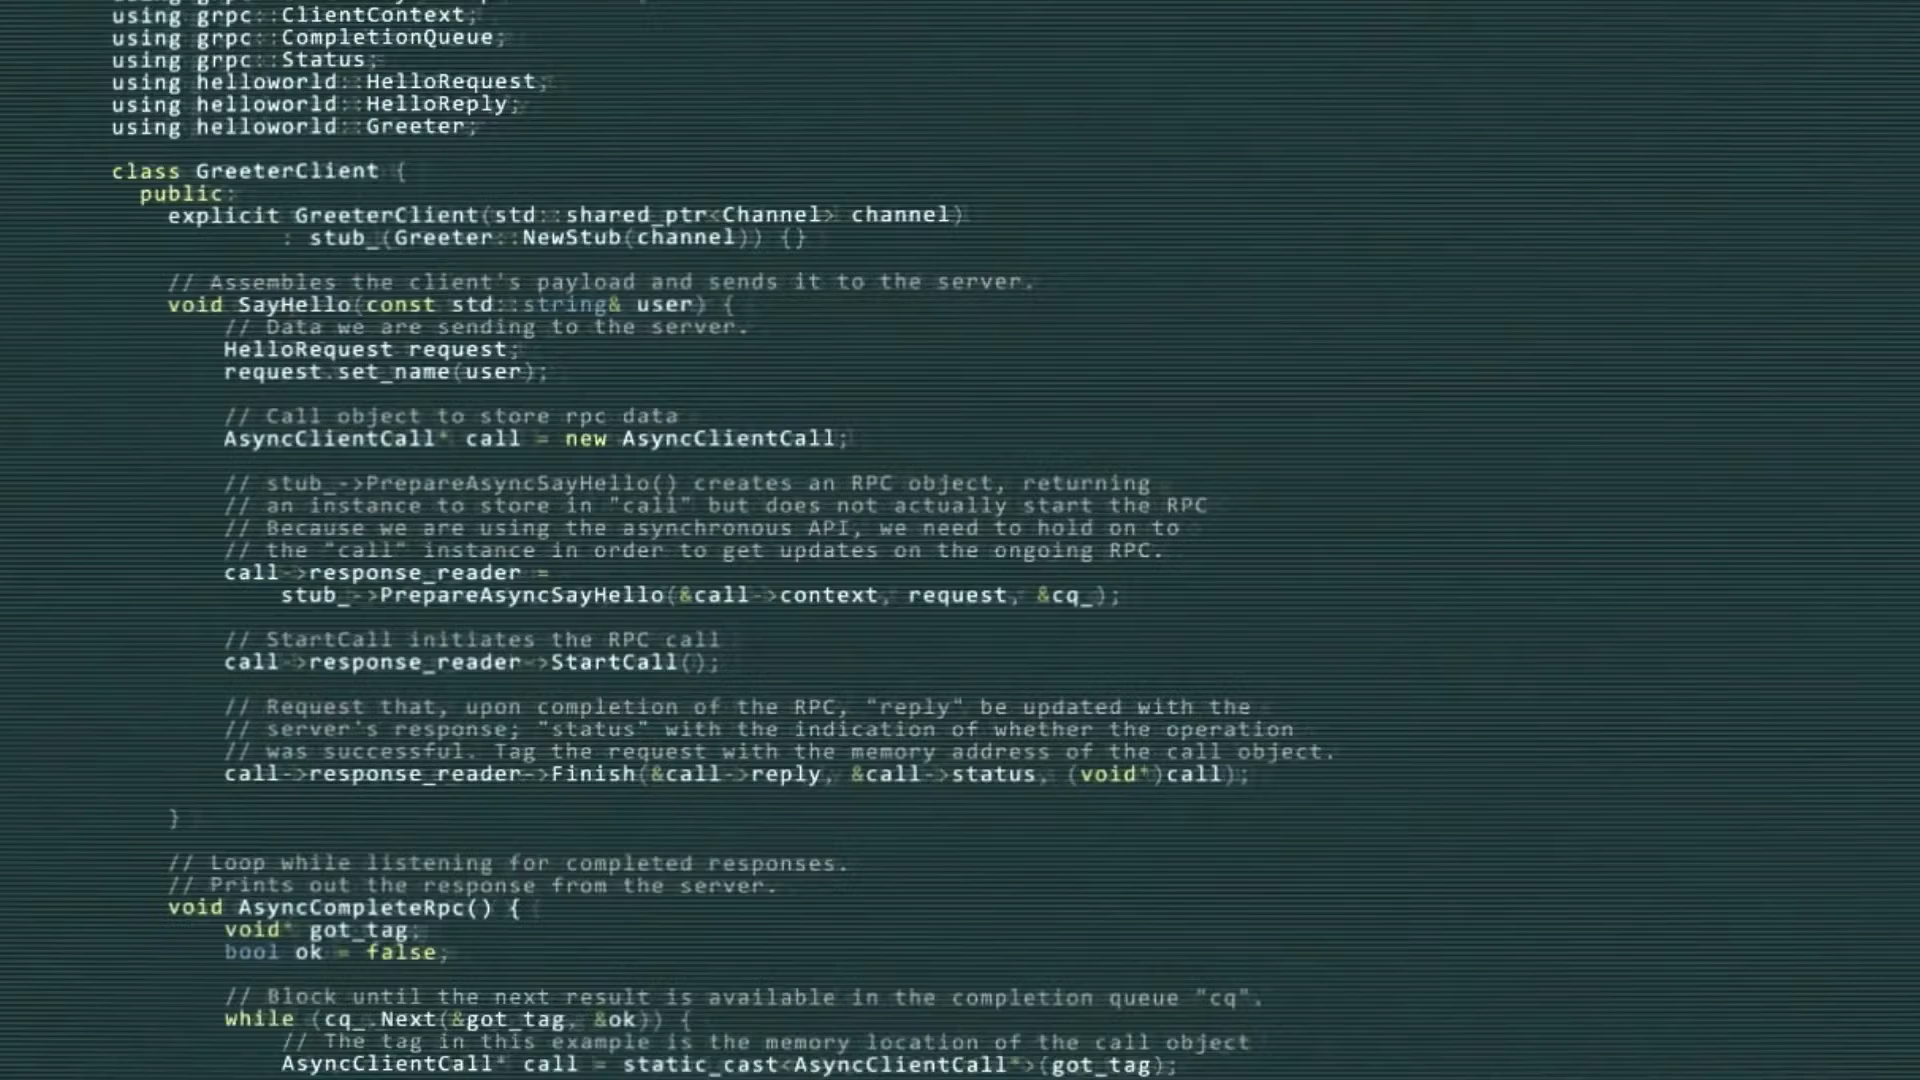 using grpc::ClientContext;
using grpc::CompletionQueue;
using grpc::Status;
using helloworld::HelloRequest;
using helloworld::HelloReply;
using helloworld::Greeter;
class GreeterClient {
public:
explicit GreeterClient(std::shared_ptr<Channel> channel)
: stub_(Greeter::NewStub(channel)) {}
// Assembles the client's payload and sends it to the server.
void SayHello(const std::string& user) {
// Data we are sending to the server.
HelloRequest request;
request.set_name(user);
// Call object to store rpc data
AsyncClientCall* call = new AsyncClientCall;
// stub_->PrepareAsyncSayHello() creates an RPC object, returning
// an instance to store in "call" but does not actually start the RPC
// Because we are using the asynchronous API, we need to hold on to
// the "call" instance in order to get updates on the ongoing RPC.
call->response_reader =
stub_->PrepareAsyncSayHello(&call->context, request, &cq_);
// StartCall initiates the RPC call
call->response_reader->StartCall();
// Request that, upon completion of the RPC, "reply" be updated with the
// server's response; "status" with the indication of whether the operation
// was successful. Tag the request with the memory address of the call object.
call->response_reader->Finish(&call->reply, &call->status, (void*)call);
}
// Loop while listening for completed responses.
// Prints out the response from the server.
void AsyncCompleteRpc() {
void* got_tag;
bool ok = false;
// Block until the next result is available in the completion queue "cq".
while (cq_.Next(&got_tag, &ok)) {
// The tag in this example is the memory location of the call object
AsyncClientCall* call = static_cast<AsyncClientCall*>(got_tag);